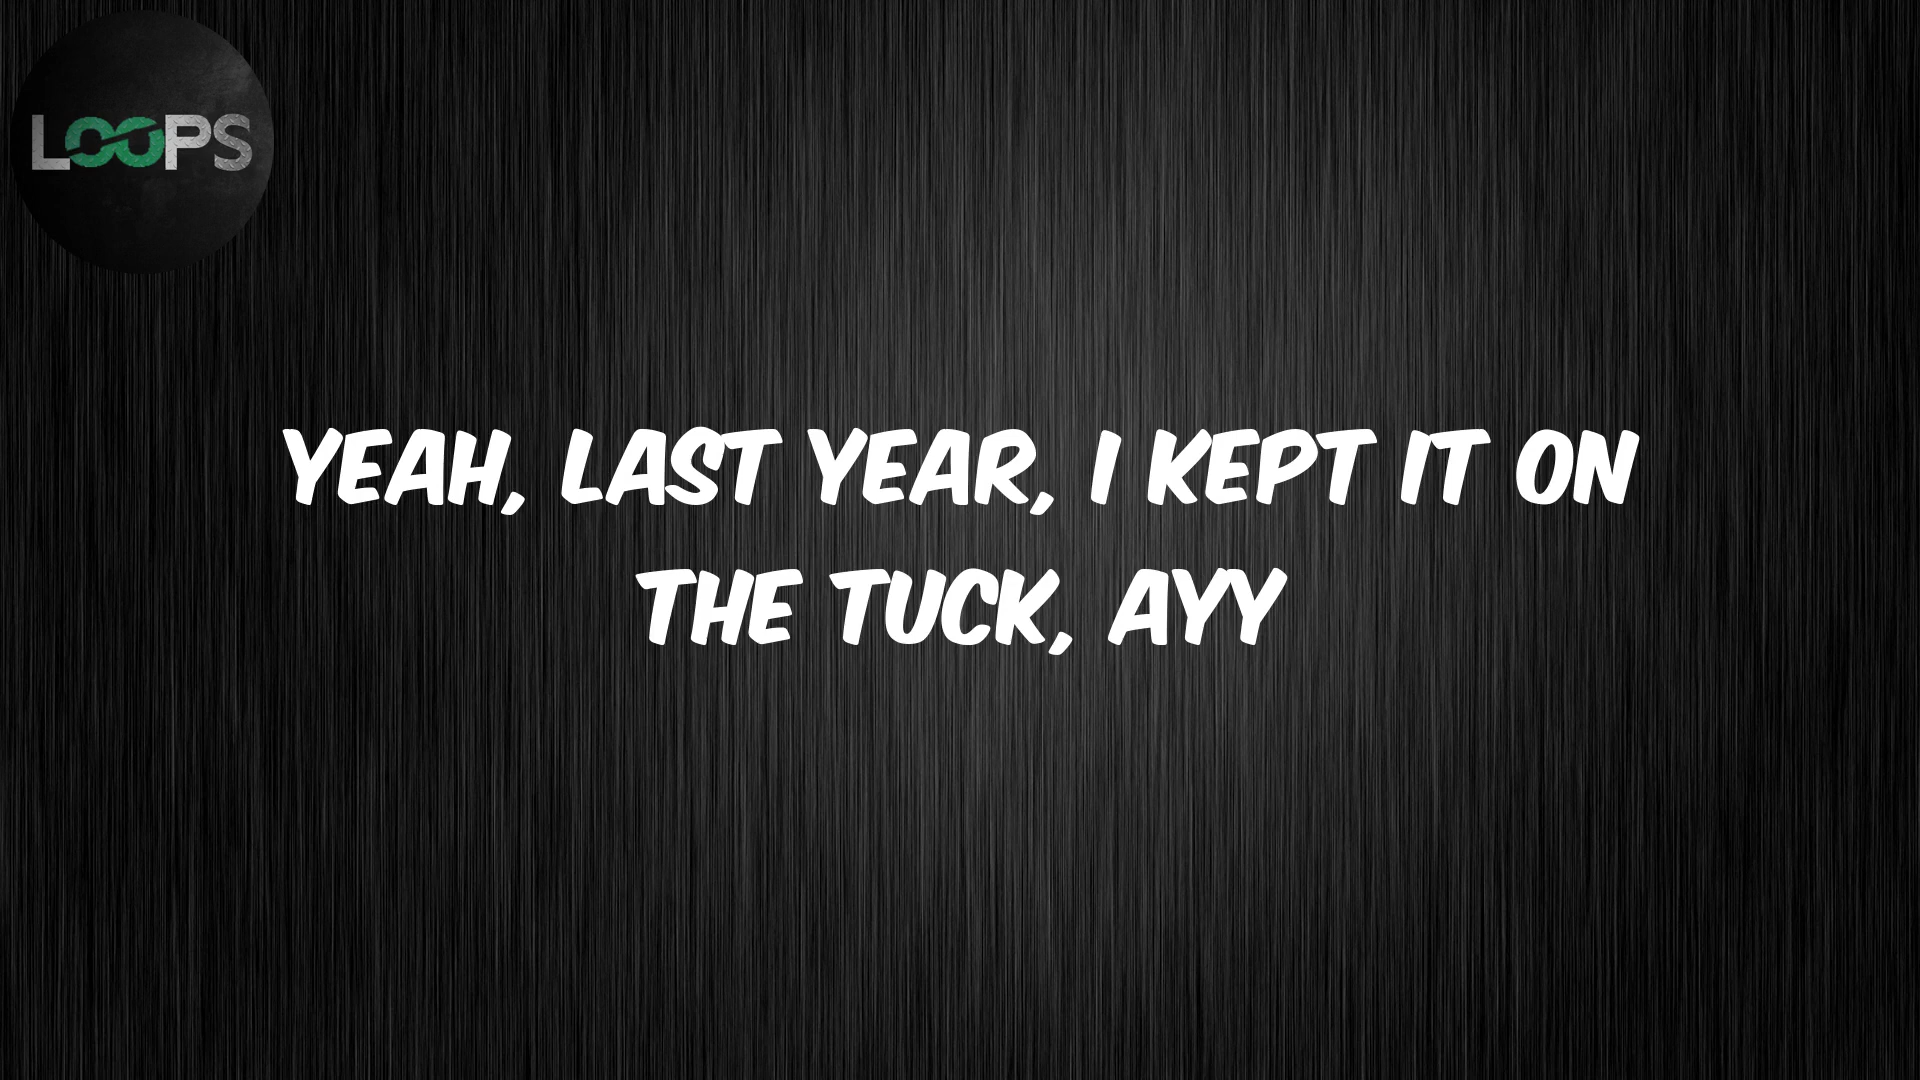 LOOPS
YEAH, LAST YEAR, I KEPT IT ON
THE TUCK, AYY